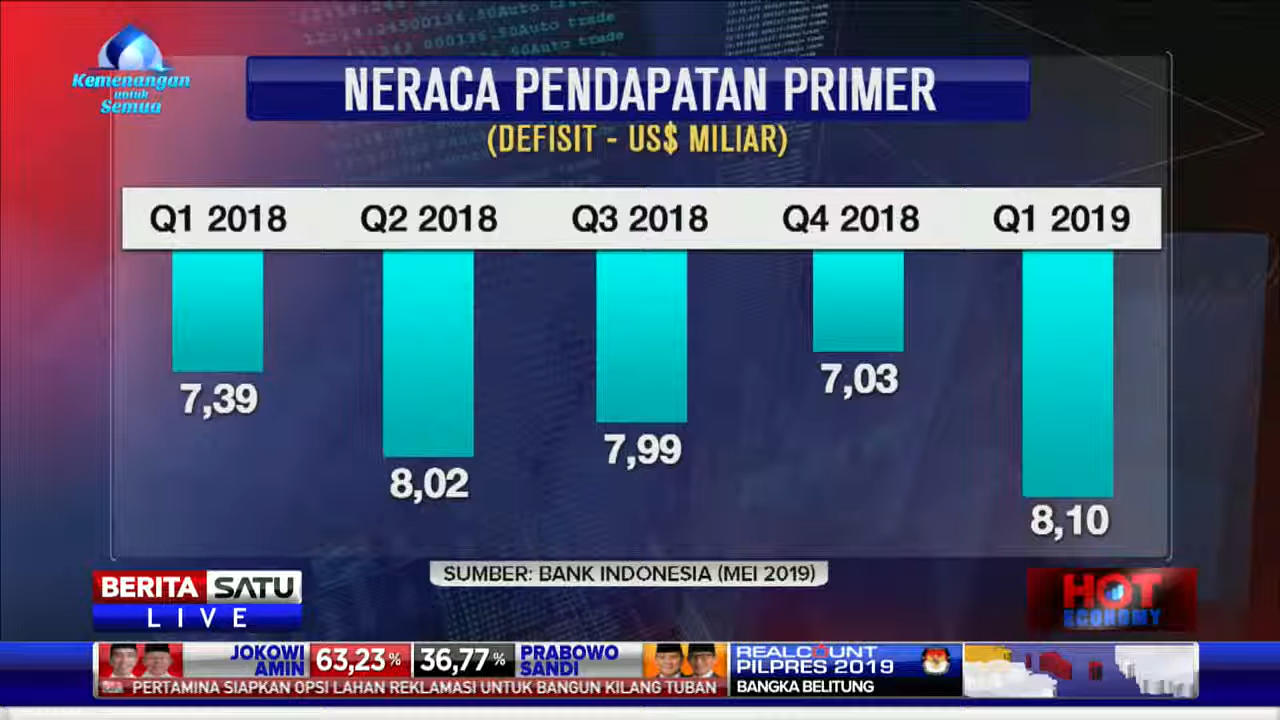 Kemenangan
untuk
Semua
NERACA PENDAPATAN PRIMER
(DEFISIT - US$ MILIAR)
Q1 2018 Q2 2018 Q3 2018 Q4 2018 Q1 2019
7,39 8,02 7,99 7,03 8,10
SUMBER: BANK INDONESIA (MEI 2019)
BERITA SATU
LIVE
HOT
ECONOMY
JOKOWI
AMIN
63,23%
36,77%
PRABOWO
SANDI
REALCOUNT
PILPRES 2019
BANGKA BELITUNG
PERTAMINA SIAPKAN OPSI LAHAN REKLAMASI UNTUK BANGUN KILANG TUBAN